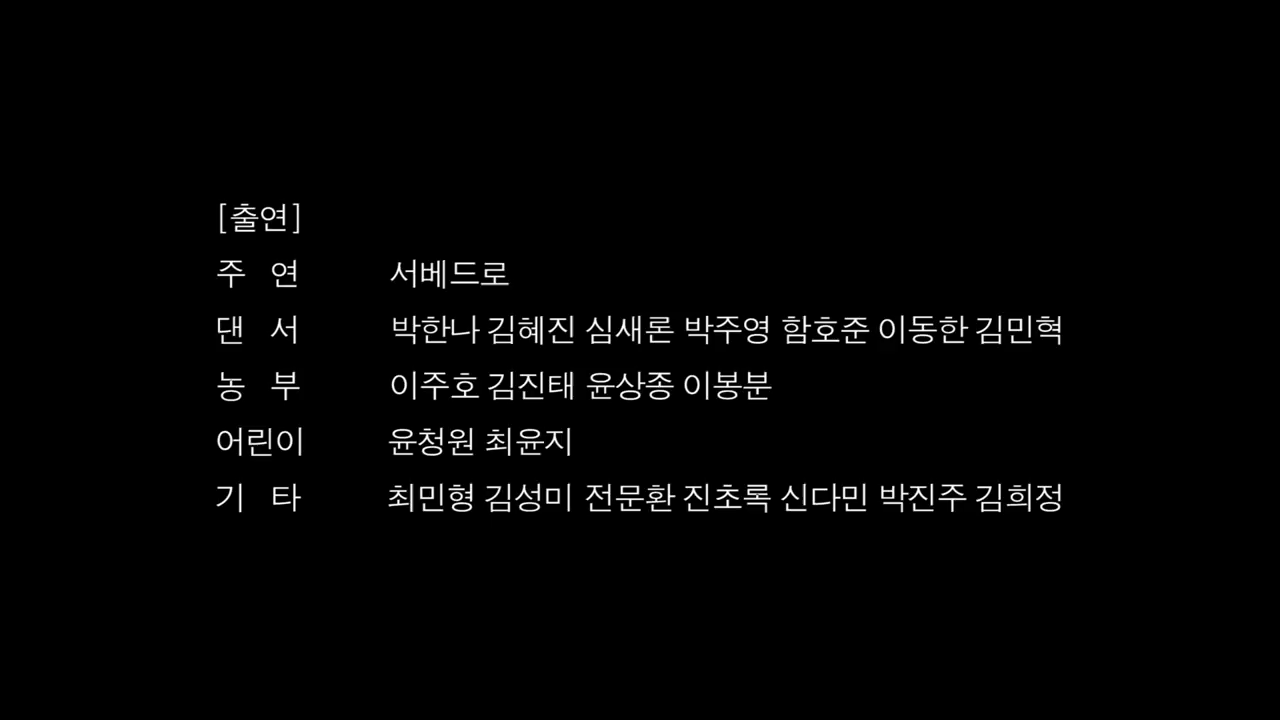 [출연]
주 연 서베드로
댄 서 박한나 김혜진 심새론 박주영 함호준 이동한 김민혁
농 부 이주호 김진태 윤상종 이봉분
어린이 윤청원 최윤지
기 타 최민형 김성미 전문환 진초록 신다민 박진주 김희정